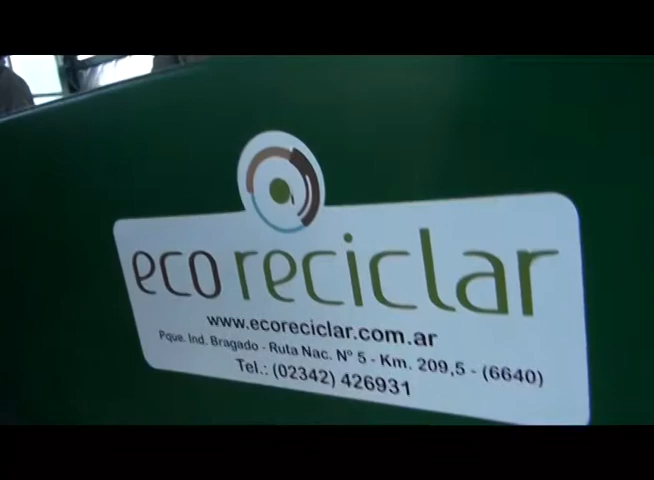 eco reciclar
www.ecoreciclar.com.ar
Pque. Ind. Bragado - Ruta Nac. Nº 5 - Km. 209,5 - (6640)
Tel.: (02342) 426931